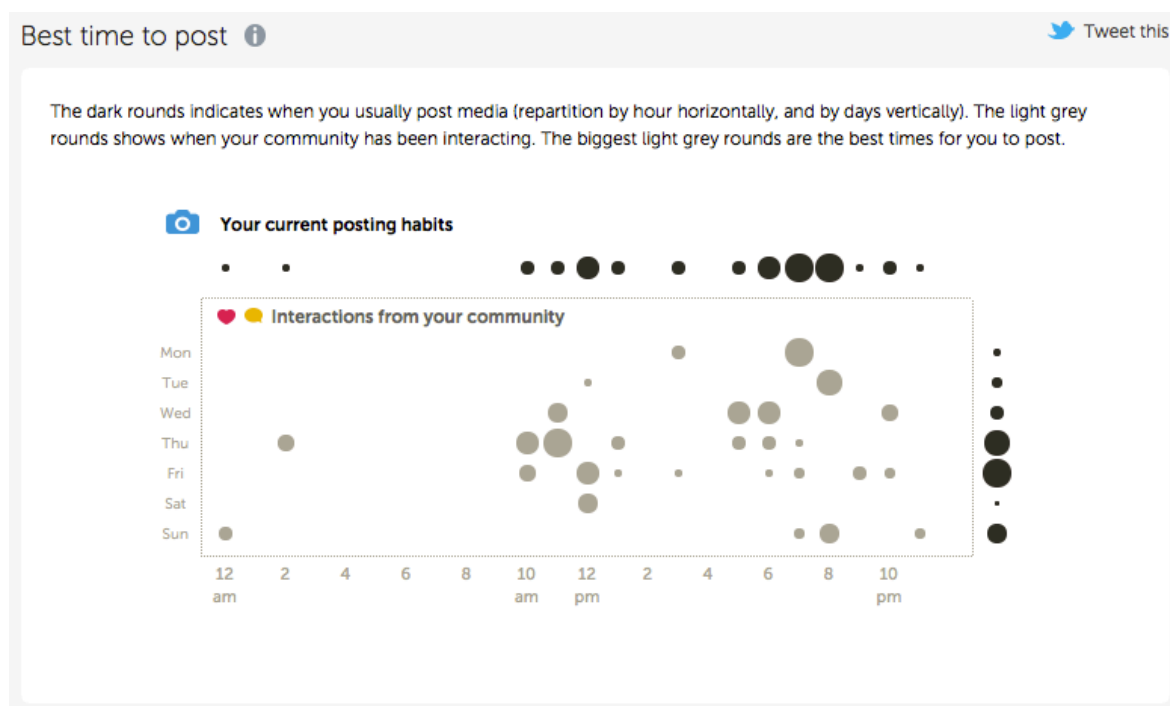 Best time to post
Tweet this
The dark rounds indicates when you usually post media (repartition by hour horizontally, and by days vertically). The light grey
rounds shows when your community has been interacting. The biggest light grey rounds are the best times for you to post.
Your current posting habits
Interactions from your community
Mon
Tue
Wed
Thu
Fri
Sat
Sun
12 2 4 6 8 10 12 2 4 6 8 10
am am pm pm